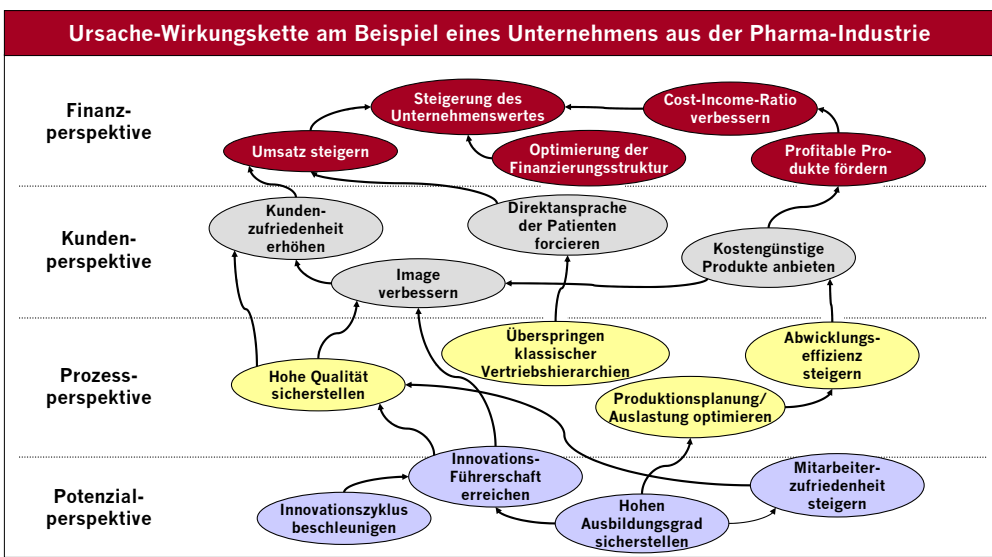 Ursache-Wirkungskette am Beispiel eines Unternehmens aus der Pharma-Industrie
Finanz-
perspektive
Steigerung des
Unternehmenswertes
Cost-Income-Ratio
verbessern
Umsatz steigern
Optimierung der
Finanzierungsstruktur
Profitable Pro-
dukte fördern
Kunden-
perspektive
Kunden-
zufriedenheit
erhöhen
Direktansprache
der Patienten
forcieren
Kostengünstige
Produkte anbieten
Image
verbessern
Prozess-
perspektive
Überspringen
klassischer
Vertriebshierarchien
Abwicklungs-
effizienz
steigern
Hohe Qualität
sicherstellen
Produktionsplanung/
Auslastung optimieren
Potenzial-
perspektive
Innovations-
Führerschaft
erreichen
Mitarbeiter-
zufriedenheit
steigern
Innovationszyklus
beschleunigen
Hohen
Ausbildungsgrad
sicherstellen